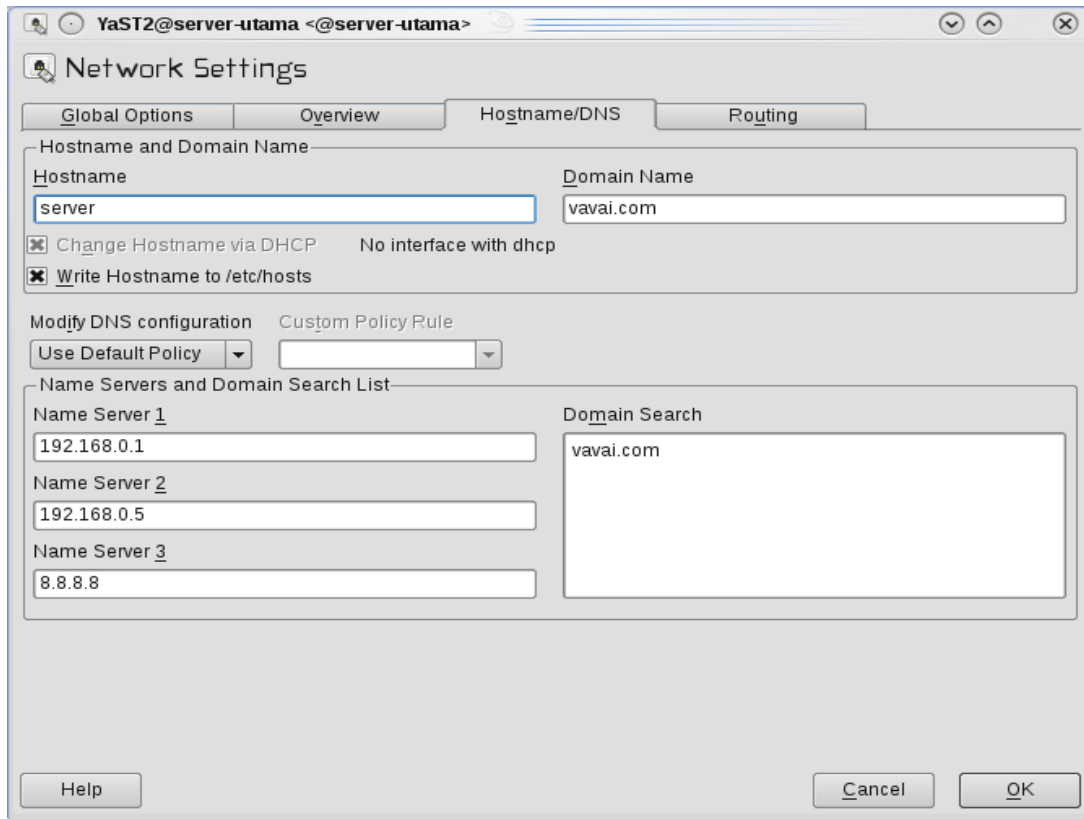 YaST2@server-utama <@server-utama>
Network Settings
Global Options
Overview
Hostname/DNS
Routing
Hostname and Domain Name
Hostname
Domain Name
server
vavai.com
Change Hostname via DHCP
No interface with dhcp
Write Hostname to /etc/hosts
Modify DNS configuration
Custom Policy Rule
Use Default Policy
Name Servers and Domain Search List
Name Server 1
Domain Search
192.168.0.1
vavai.com
Name Server 2
192.168.0.5
Name Server 3
8.8.8.8
Help
Cancel
OK